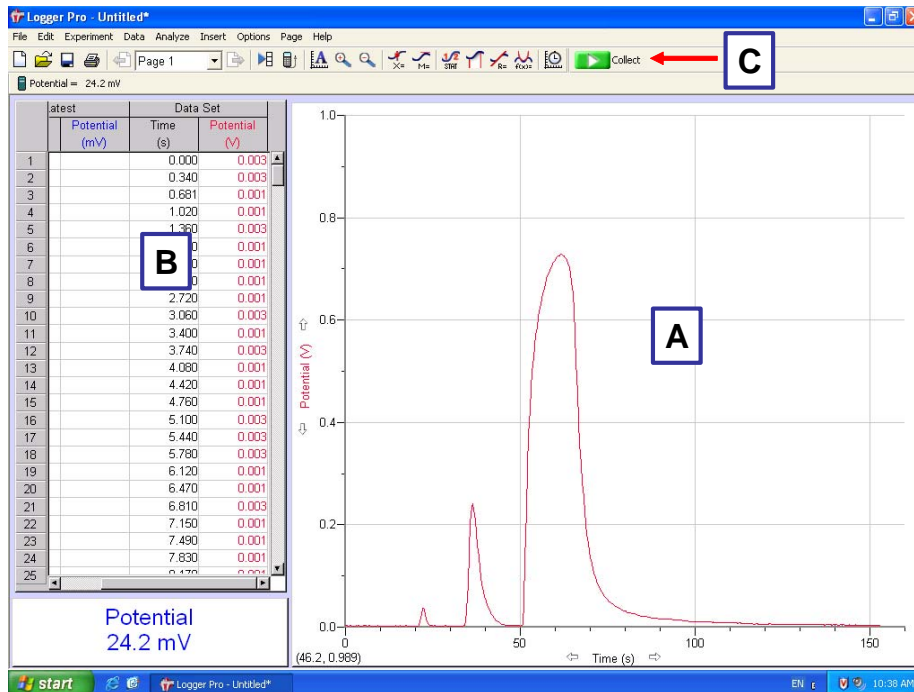 Logger Pro - Untitled*
File Edit Experiment Data Analyze Insert Options Page Help
Page 1
X= M= STAT R= f(x)= Collect
C
Potential = 24.2 mV
atest Data Set
Potential Time Potential
(mV) (s) (V)
1 0.000 0.003
2 0.340 0.003
3 0.681 0.001
4 1.020 0.001
5 1.360 0.003
6 0 0.001
7 0 0.001
8 0 0.001
B
9 2.720 0.001
10 3.060 0.003
11 3.400 0.001
12 3.740 0.003
13 4.080 0.001
14 4.420 0.001
15 4.760 0.001
16 5.100 0.003
17 5.440 0.003
18 5.780 0.003
19 6.120 0.001
20 6.470 0.001
21 6.810 0.003
22 7.150 0.001
23 7.490 0.001
24 7.830 0.001
25
Potential
24.2 mV
1.0
0.8
0.6
A
Potential (V)
0.4
0.2
0.0
0 50 100 150
(46.2, 0.989) Time (s)
start Logger Pro - Untitled* EN 10:38 AM